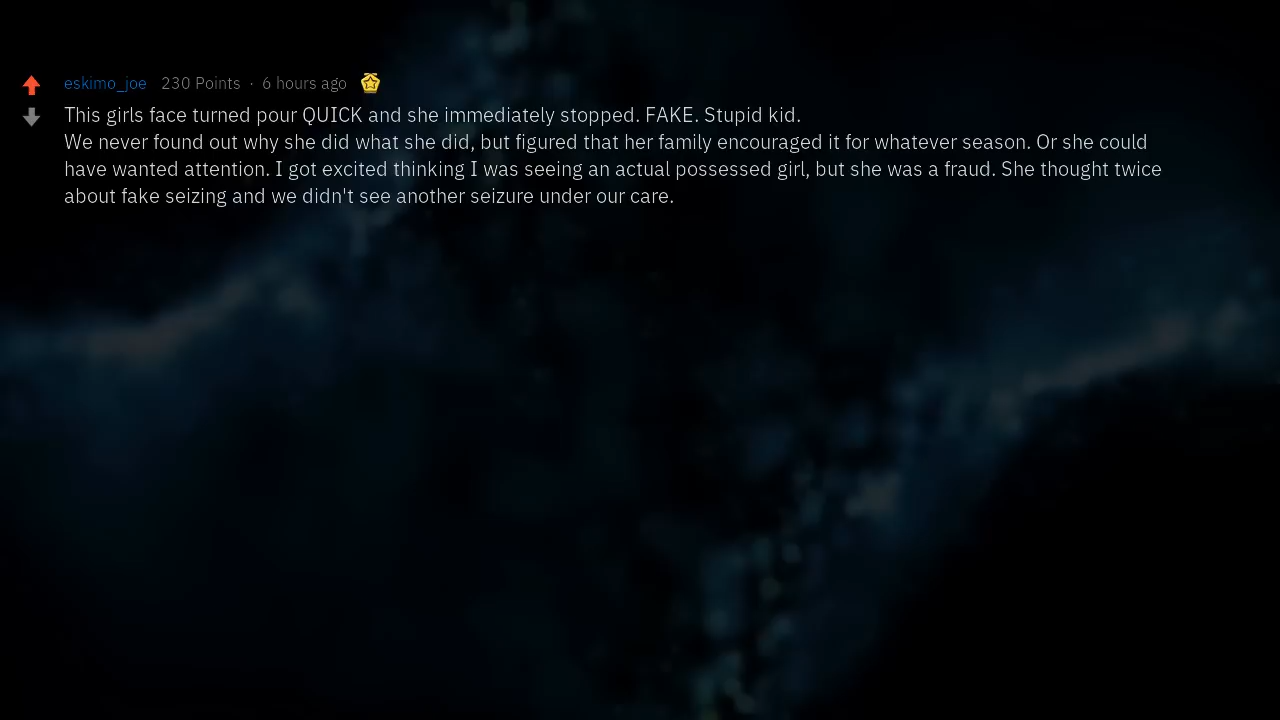 eskimo_joe 230 Points · 6 hours ago
This girls face turned pour QUICK and she immediately stopped. FAKE. Stupid kid.
We never found out why she did what she did, but figured that her family encouraged it for whatever season. Or she could
have wanted attention. I got excited thinking I was seeing an actual possessed girl, but she was a fraud. She thought twice
about fake seizing and we didn't see another seizure under our care.